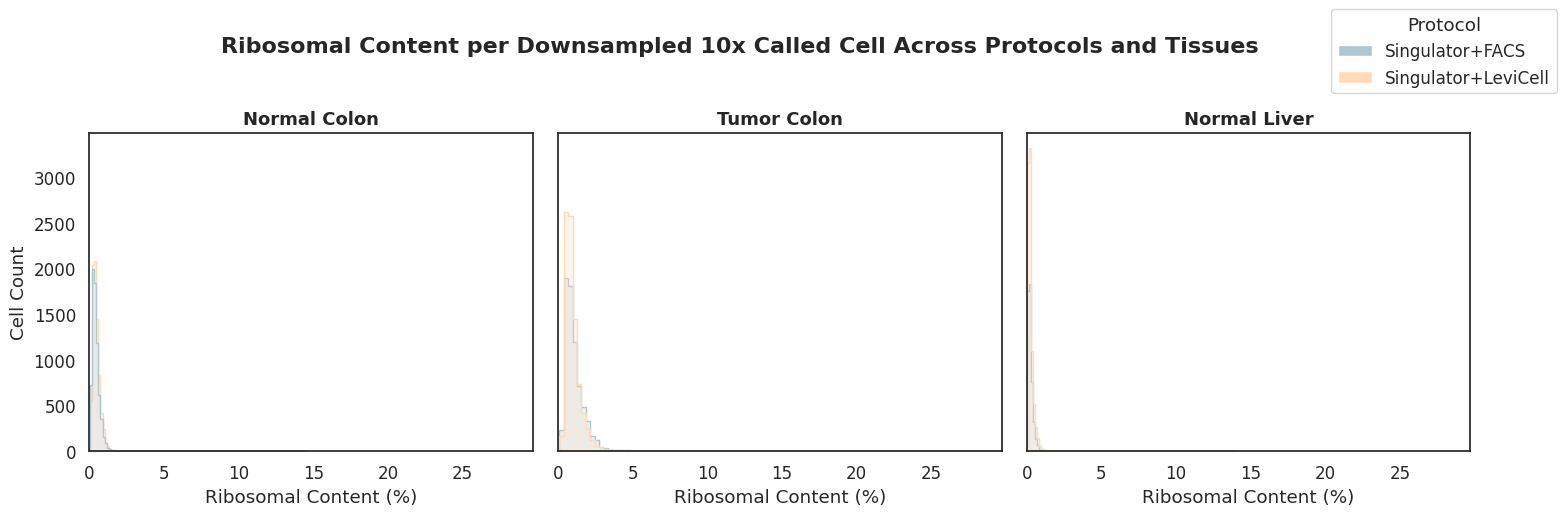 Ribosomal Content per Downsampled 10x Called Cell Across Protocols and Tissues
Protocol
Singulator+FACS
Singulator+LeviCell
Normal Colon
Tumor Colon
Normal Liver
Cell Count
3000
2500
2000
1500
1000
500
0
0 5 10 15 20 25
0 5 10 15 20 25
0 5 10 15 20 25
Ribosomal Content (%)
Ribosomal Content (%)
Ribosomal Content (%)